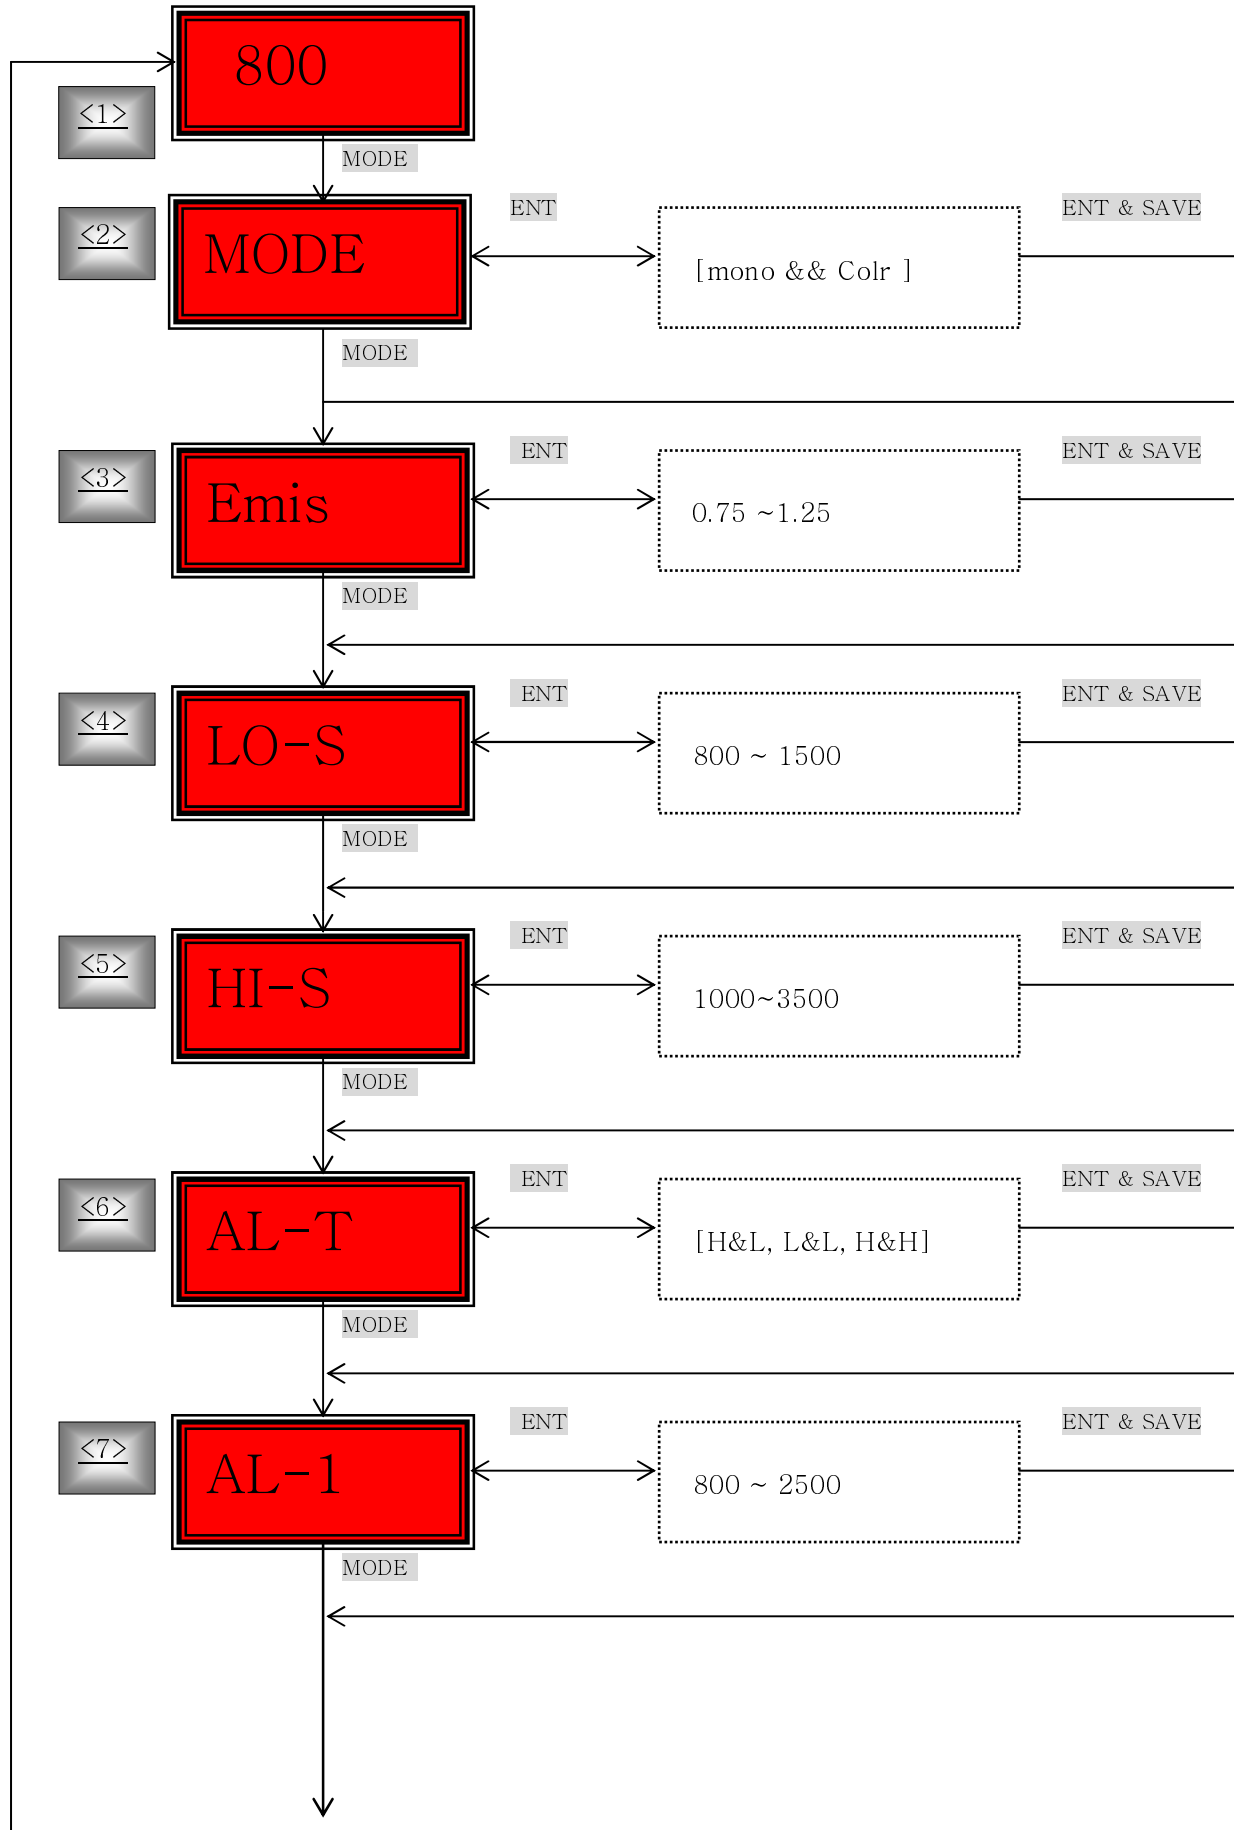 800
<1>
MODE
<2>
MODE
ENT
[mono && Colr ]
ENT & SAVE
MODE
<3>
Emis
ENT
0.75 ~1.25
ENT & SAVE
MODE
<4>
LO-S
ENT
800 ~ 1500
ENT & SAVE
MODE
<5>
HI-S
ENT
1000~3500
ENT & SAVE
MODE
<6>
AL-T
ENT
[H&L, L&L, H&H]
ENT & SAVE
MODE
<7>
AL-1
ENT
800 ~ 2500
ENT & SAVE
MODE